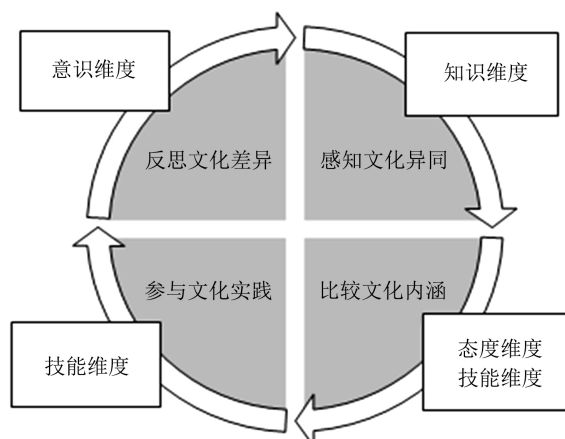 意识维度
知识维度
反思文化差异
感知文化异同
参与文化实践
比较文化内涵
技能维度
态度维度
技能维度